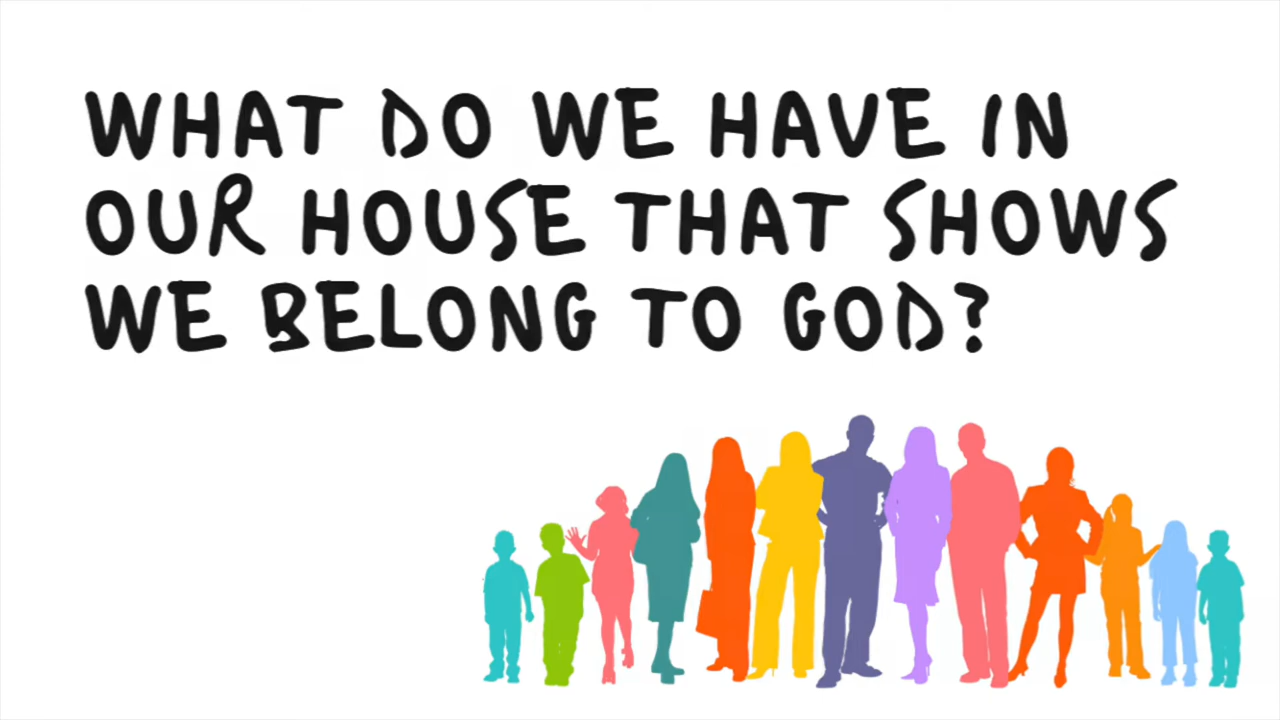 WHAT DO WE HAVE IN
OUR HOUSE THAT SHOWS
WE BELONG TO GOD?